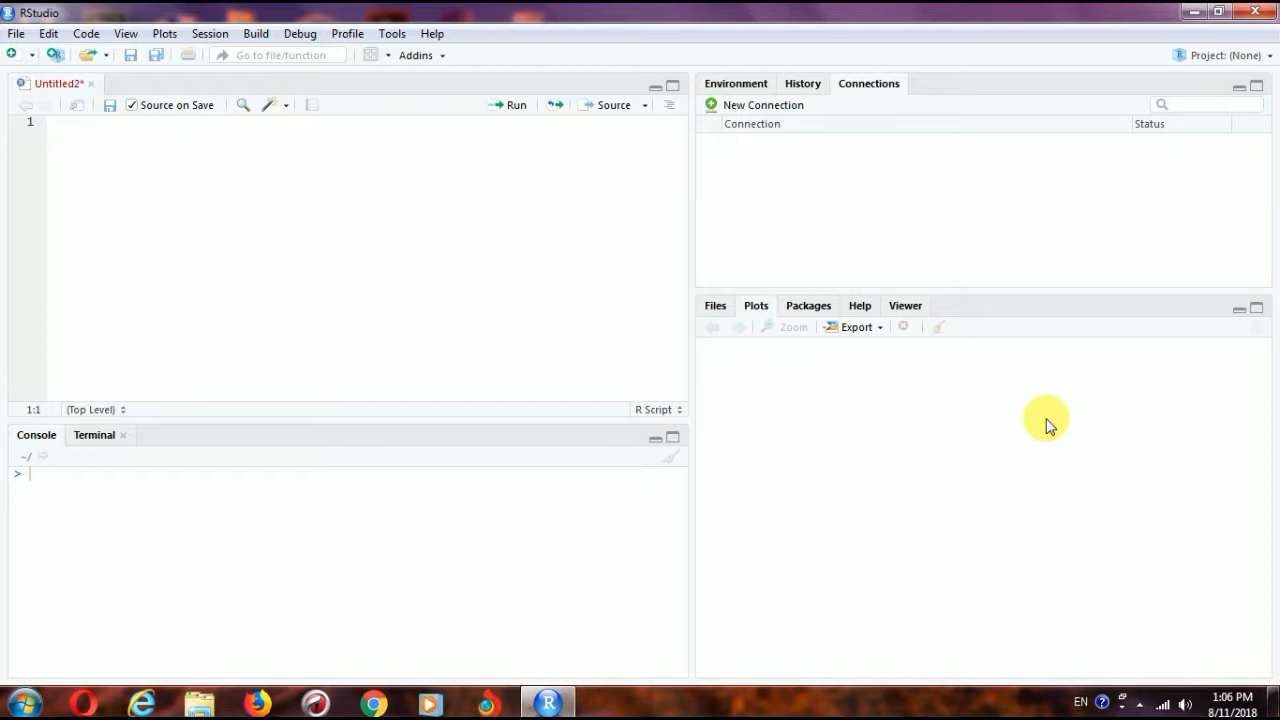 RStudio
File Edit Code View Plots Session Build Debug Profile Tools Help
Go to file/function Addins Project: (None)
Untitled2*
Source on Save Run Source
1
1:1 (Top Level) R Script
Console Terminal
~/
>
Environment History Connections
New Connection
Connection Status
Files Plots Packages Help Viewer
Zoom Export
EN 1:06 PM
8/11/2018